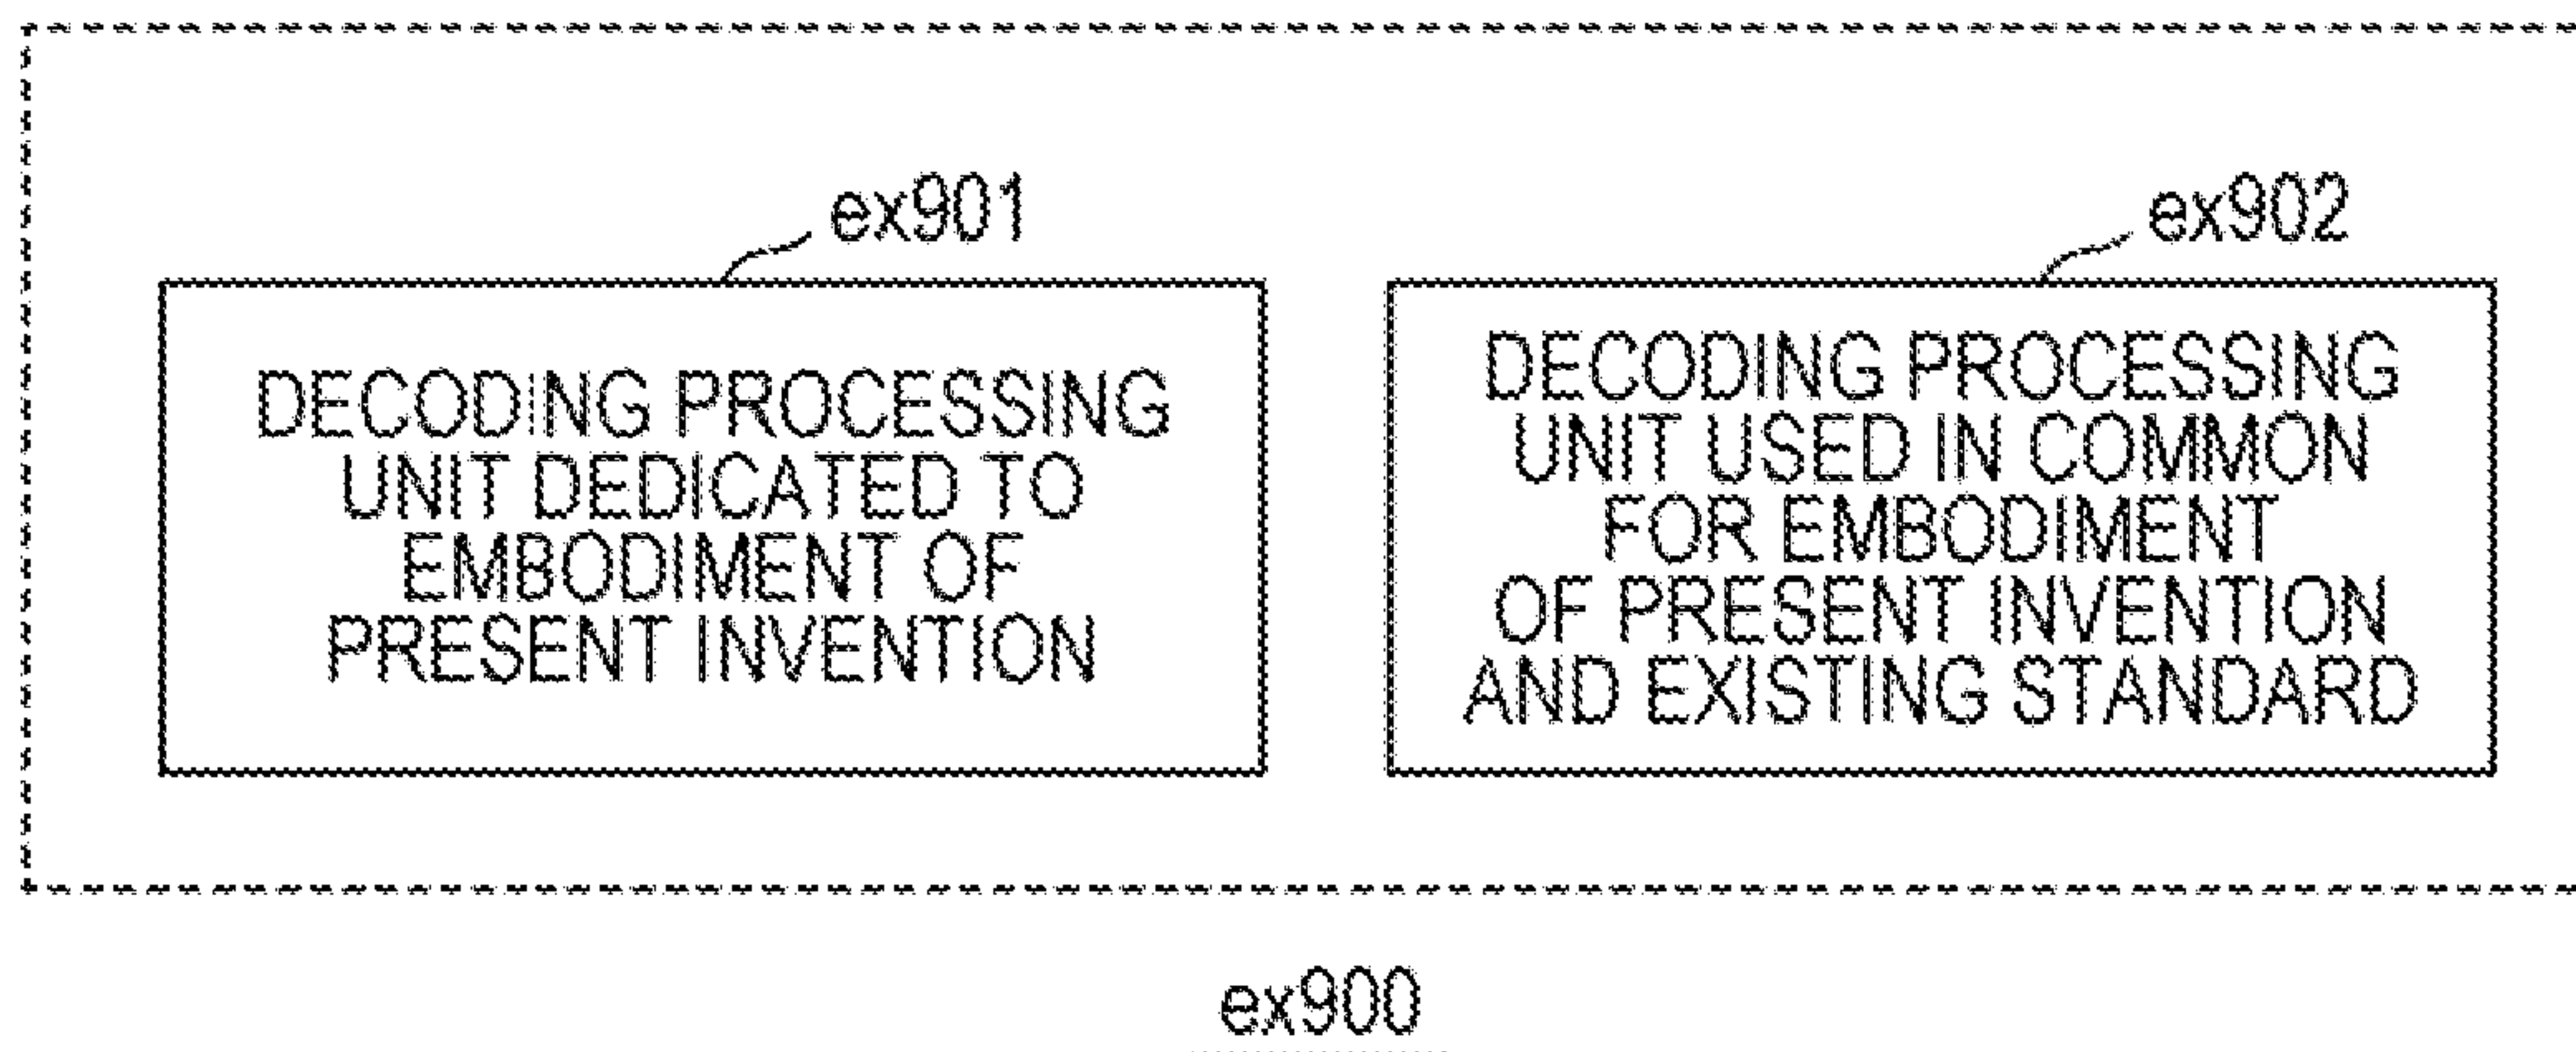 ex901
DECODING PROCESSING
UNIT DEDICATED TO
EMBODIMENT OF
PRESENT INVENTION
ex902
DECODING PROCESSING
UNIT USED IN COMMON
FOR EMBODIMENT
OF PRESENT INVENTION
AND EXISTING STANDARD
ex900